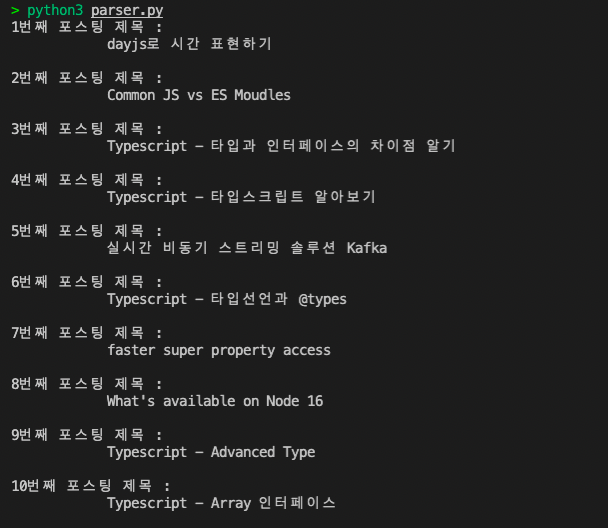 > python3 parser.py
1번째 포스팅 제목 :
dayjs로 시간 표현하기
2번째 포스팅 제목 :
Common JS vs ES Moudles
3번째 포스팅 제목 :
Typescript – 타입과 인터페이스의 차이점 알기
4번째 포스팅 제목 :
Typescript – 타입스크립트 알아보기
5번째 포스팅 제목 :
실시간 비동기 스트리밍 솔루션 Kafka
6번째 포스팅 제목 :
Typescript – 타입선언과 @types
7번째 포스팅 제목 :
faster super property access
8번째 포스팅 제목 :
What's available on Node 16
9번째 포스팅 제목 :
Typescript – Advanced Type
10번째 포스팅 제목 :
Typescript – Array 인터페이스